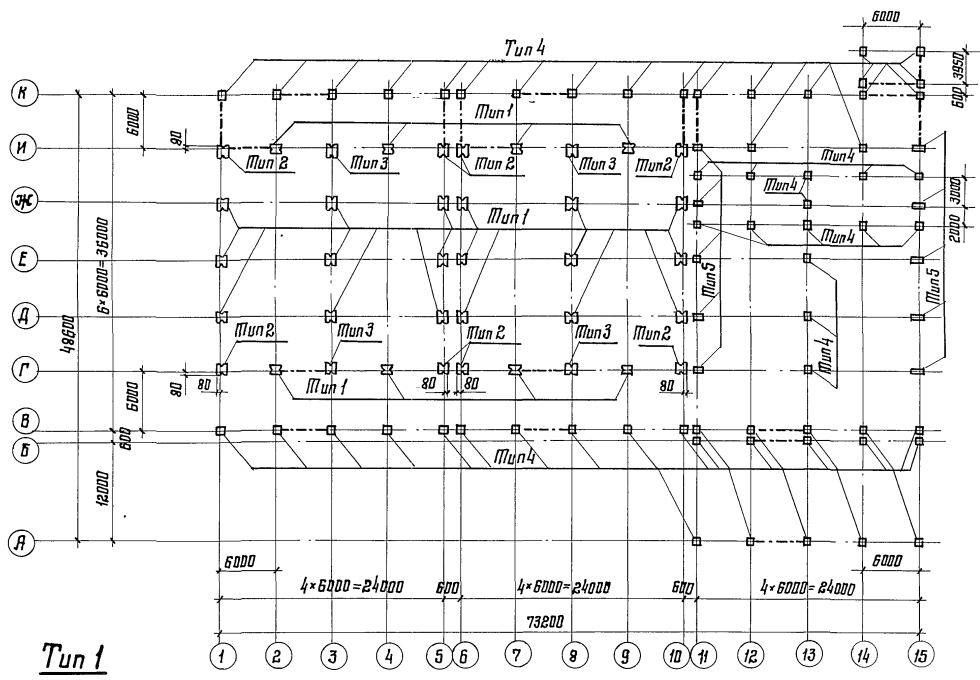 6000
Тип 4
К
3950
600
6000
Тип 1
80
И
Тип 2
Тип 3
Тип 2
Тип 3
Тип 2
Тип 4
Тип 4
3000
Ж
Тип 1
6×6000=36000
2000
Тип 4
Е
Тип 5
Тип 5
48600
Д
Тип 2
Тип 3
Тип 2
Тип 3
Тип 2
Тип 4
Г
80
80
Тип 1
80
80
80
6000
В
600
Б
Тип 4
12000
А
6000
6000
4×6000=24000
600
4×6000=24000
600
4×6000=24000
73200
Тип 1
1
2
3
4
5
6
7
8
9
10
11
12
13
14
15